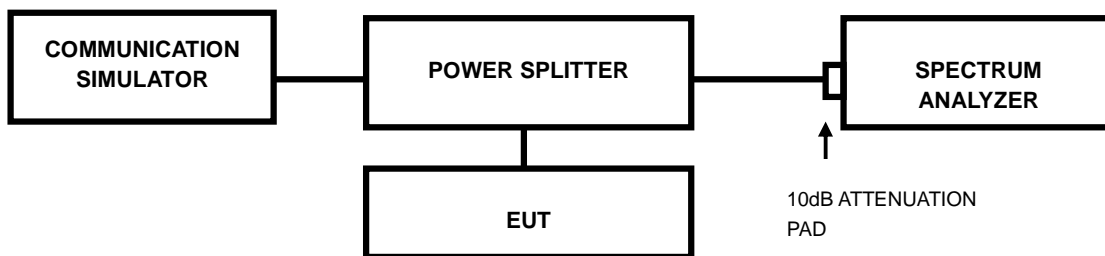 COMMUNICATION
SIMULATOR
POWER SPLITTER
SPECTRUM
ANALYZER
EUT
10dB ATTENUATION
PAD